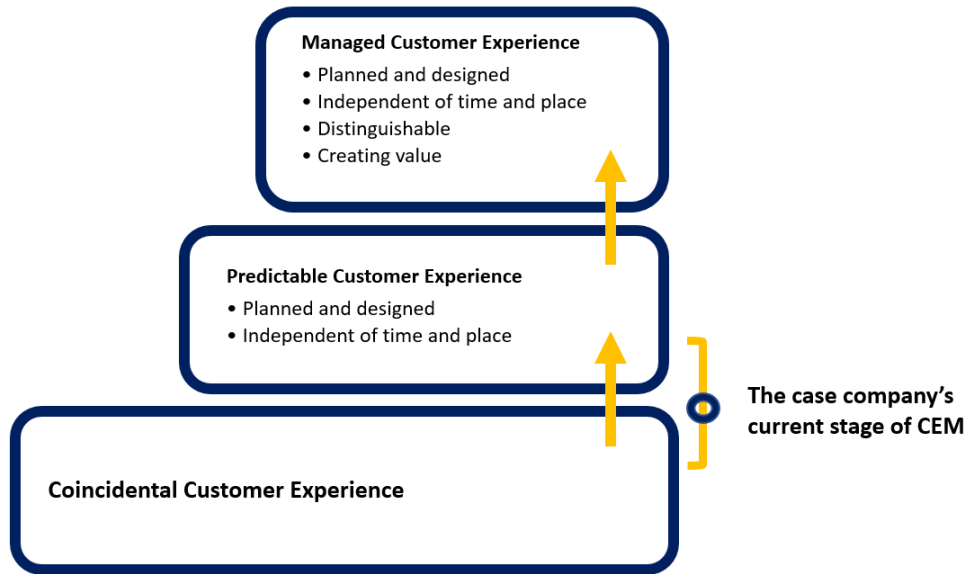 Managed Customer Experience
• Planned and designed
• Independent of time and place
• Distinguishable
• Creating value
Predictable Customer Experience
• Planned and designed
• Independent of time and place
The case company’s
current stage of CEM
Coincidental Customer Experience